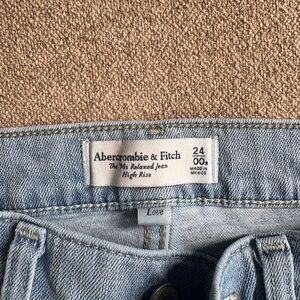 Abercrombie & Fitch
The 90s Relaxed Jean
High Rise
24
00s
MADE IN
MEXICO
Love